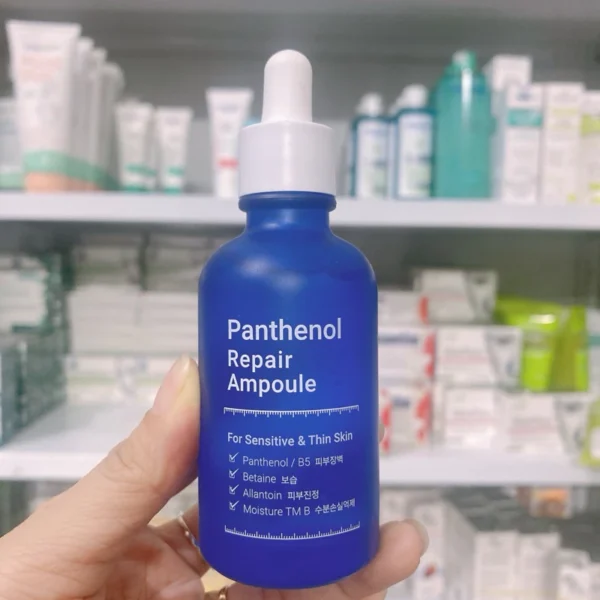 Panthenol
Repair
Ampoule
For Sensitive & Thin Skin
Panthenol / B5 피부장벽
Betaine 보습
Allantoin 피부진정
Moisture TM B 수분손실억제